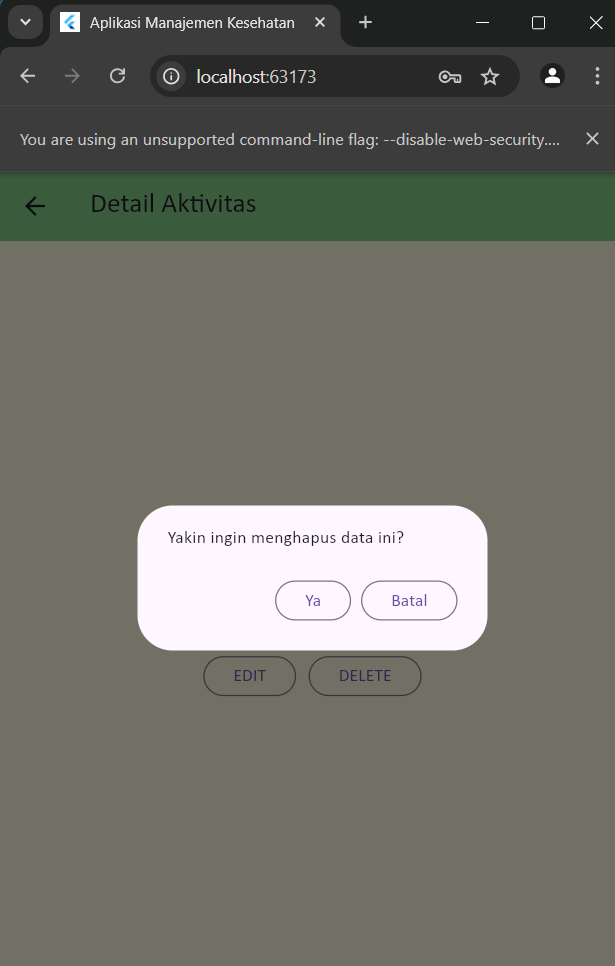 Aplikasi Manajemen Kesehatan
localhost:63173
You are using an unsupported command-line flag: --disable-web-security....
Detail Aktivitas
Yakin ingin menghapus data ini?
Ya Batal
EDIT DELETE